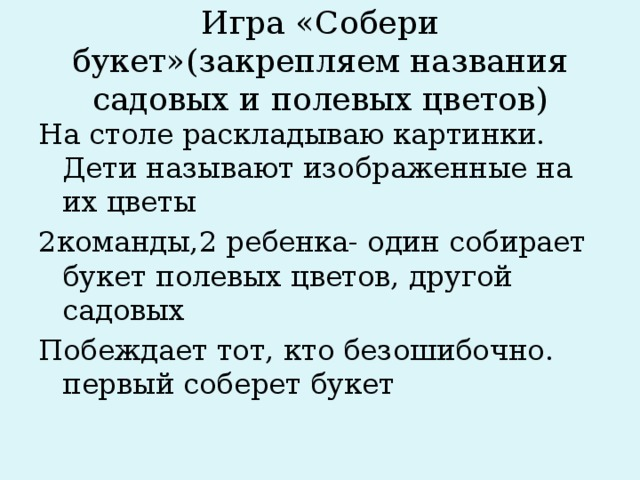 Игра «Собери
букет»(закрепляем названия
садовых и полевых цветов)
На столе раскладываю картинки.
Дети называют изображенные на
их цветы
2команды,2 ребенка- один собирает
букет полевых цветов, другой
садовых
Побеждает тот, кто безошибочно.
первый соберет букет